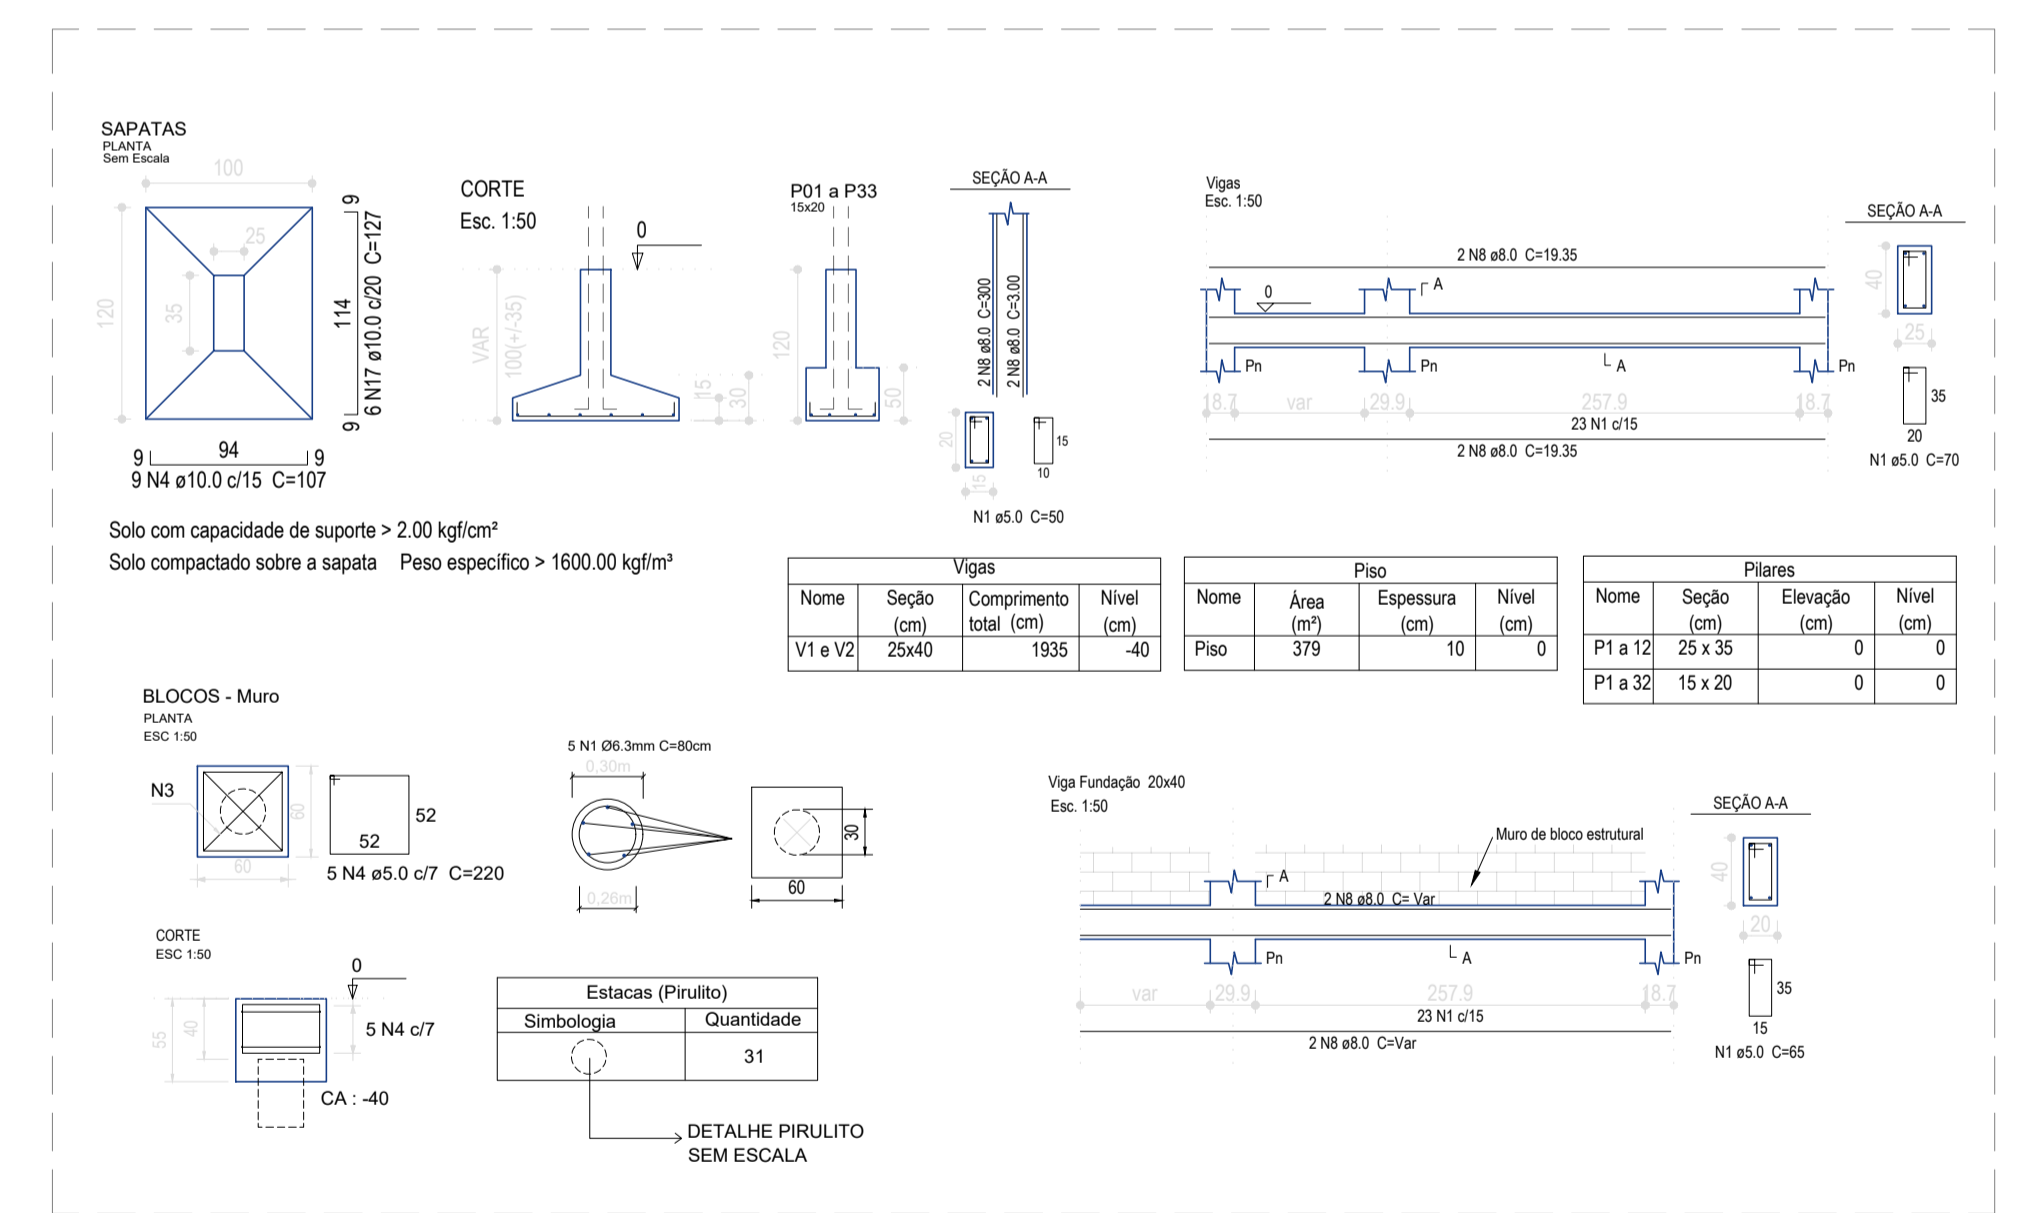 SAPATAS
PLANTA
Sem Escala
100
25
120
35
9
114
9
6 N17 ø10.0 c/20 C=127
9
94
9
9 N4 ø10.0 c/15 C=107
Solo com capacidade de suporte > 2.00 kgf/cm²
Solo compactado sobre a sapata Peso específico > 1600.00 kgf/m³
CORTE
Esc. 1:50
0
VAR
100(+/-35)
15
30
P01 a P33
15x20
120
50
SEÇÃO A-A
2 N8 ø8.0 C=300
2 N8 ø8.0 C=3.00
20
15
15
10
N1 ø5.0 C=50
Vigas
Esc. 1:50
2 N8 ø8.0 C=19.35
0
A
Pn
Pn
A
Pn
18.7
var
29.9
257.9
18.7
23 N1 c/15
2 N8 ø8.0 C=19.35
SEÇÃO A-A
40
25
35
20
N1 ø5.0 C=70
Vigas
Nome Seção (cm) Comprimento total (cm) Nível (cm)
V1 e V2 25x40 1935 -40
Piso
Nome Área (m²) Espessura (cm) Nível (cm)
Piso 379 10 0
Pilares
Nome Seção (cm) Elevação (cm) Nível (cm)
P1 a 12 25 x 35 0 0
P1 a 32 15 x 20 0 0
BLOCOS - Muro
PLANTA
ESC 1:50
N3
60
60
52
52
5 N4 ø5.0 c/7 C=220
5 N1 Ø6.3mm C=80cm
0,30m
0,26m
30
60
CORTE
ESC 1:50
0
55
40
5 N4 c/7
CA : -40
Estacas (Pirulito)
Simbologia Quantidade
31
DETALHE PIRULITO
SEM ESCALA
Viga Fundação 20x40
Esc. 1:50
Muro de bloco estrutural
A
2 N8 ø8.0 C= Var
Pn
A
Pn
var
29.9
257.9
18.7
23 N1 c/15
2 N8 ø8.0 C=Var
SEÇÃO A-A
40
20
35
15
N1 ø5.0 C=65